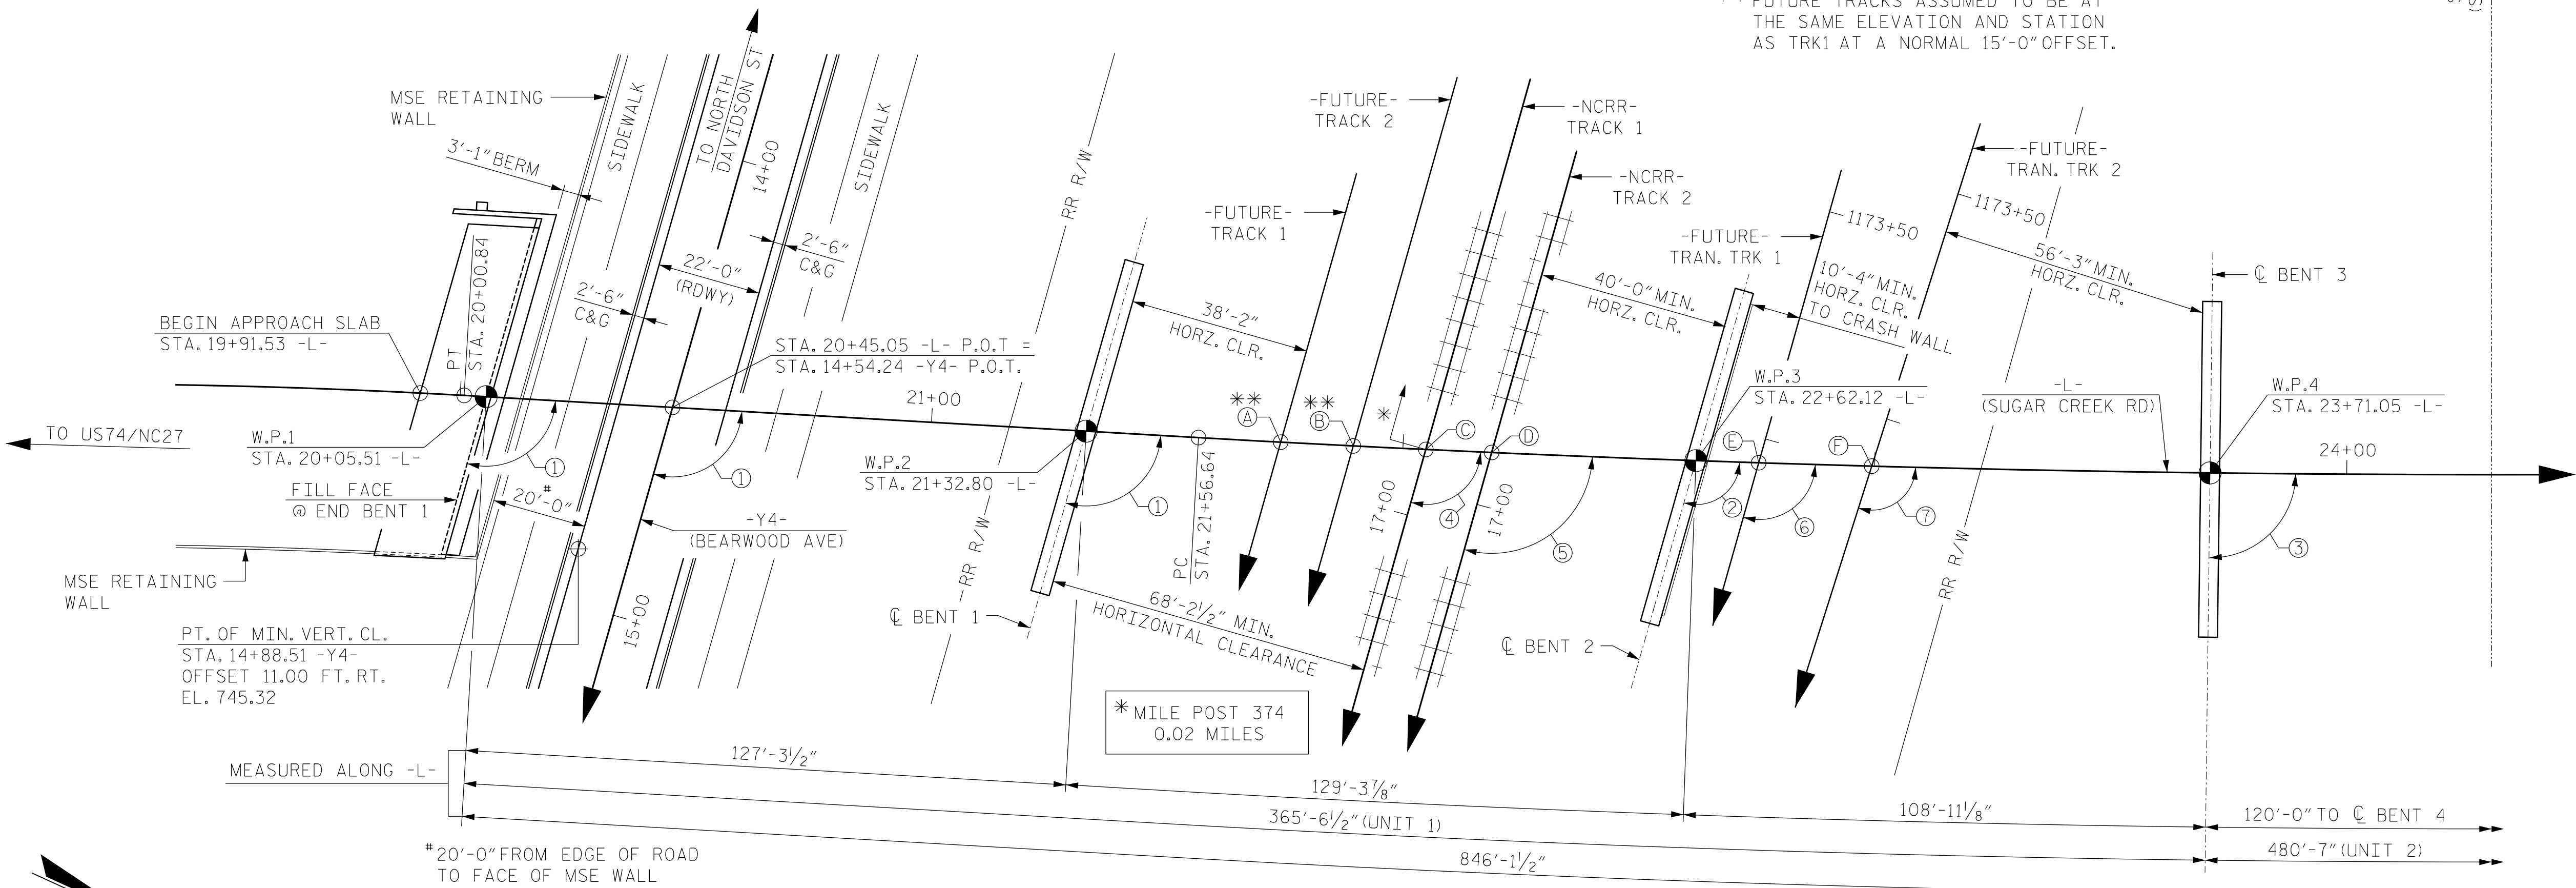 FUTURE TRACKS ASSUMED TO BE AT
THE SAME ELEVATION AND STATION
AS TRK1 AT A NORMAL 15'-0" OFFSET.
MSE RETAINING
WALL
3'-1" BERM
SIDEWALK
TO NORTH
DAVIDSON ST
14+00
SIDEWALK
RR R/W
-FUTURE-
TRACK 2
-NCRR-
TRACK 1
-NCRR-
TRACK 2
-FUTURE-
TRACK 1
-FUTURE-
TRAN. TRK 2
1173+50
1173+50
-FUTURE-
TRAN. TRK 1
56'-3" MIN.
HORZ. CLR.
℄ BENT 3
10'-4" MIN.
HORZ. CLR.
TO CRASH WALL
40'-0" MIN.
HORZ. CLR.
38'-2"
HORZ. CLR.
2'-6"
C&G
22'-0"
(RDWY)
2'-6"
C&G
PT
STA. 20+00.84
BEGIN APPROACH SLAB
STA. 19+91.53 -L-
STA. 20+45.05 -L- P.O.T =
STA. 14+54.24 -Y4- P.O.T.
21+00
** A
** B
*
C
D
W.P.3
STA. 22+62.12 -L-
E
F
-L-
(SUGAR CREEK RD)
W.P.4
STA. 23+71.05 -L-
24+00
TO US74/NC27
W.P.1
STA. 20+05.51 -L-
1
1
W.P.2
STA. 21+32.80 -L-
1
PC
STA. 21+56.64
17+00
4
17+00
5
2
6
7
3
FILL FACE
@ END BENT 1
20'-0" #
-Y4-
(BEARWOOD AVE)
RR R/W
RR R/W
MSE RETAINING
WALL
15+00
℄ BENT 1
68'-2½" MIN.
HORIZONTAL CLEARANCE
℄ BENT 2
PT. OF MIN. VERT. CL.
STA. 14+88.51 -Y4-
OFFSET 11.00 FT. RT.
EL. 745.32
* MILE POST 374
0.02 MILES
MEASURED ALONG -L-
127'-3½"
129'-3⅞"
108'-11⅛"
120'-0" TO ℄ BENT 4
365'-6½" (UNIT 1)
846'-1½"
480'-7" (UNIT 2)
# 20'-0" FROM EDGE OF ROAD
TO FACE OF MSE WALL